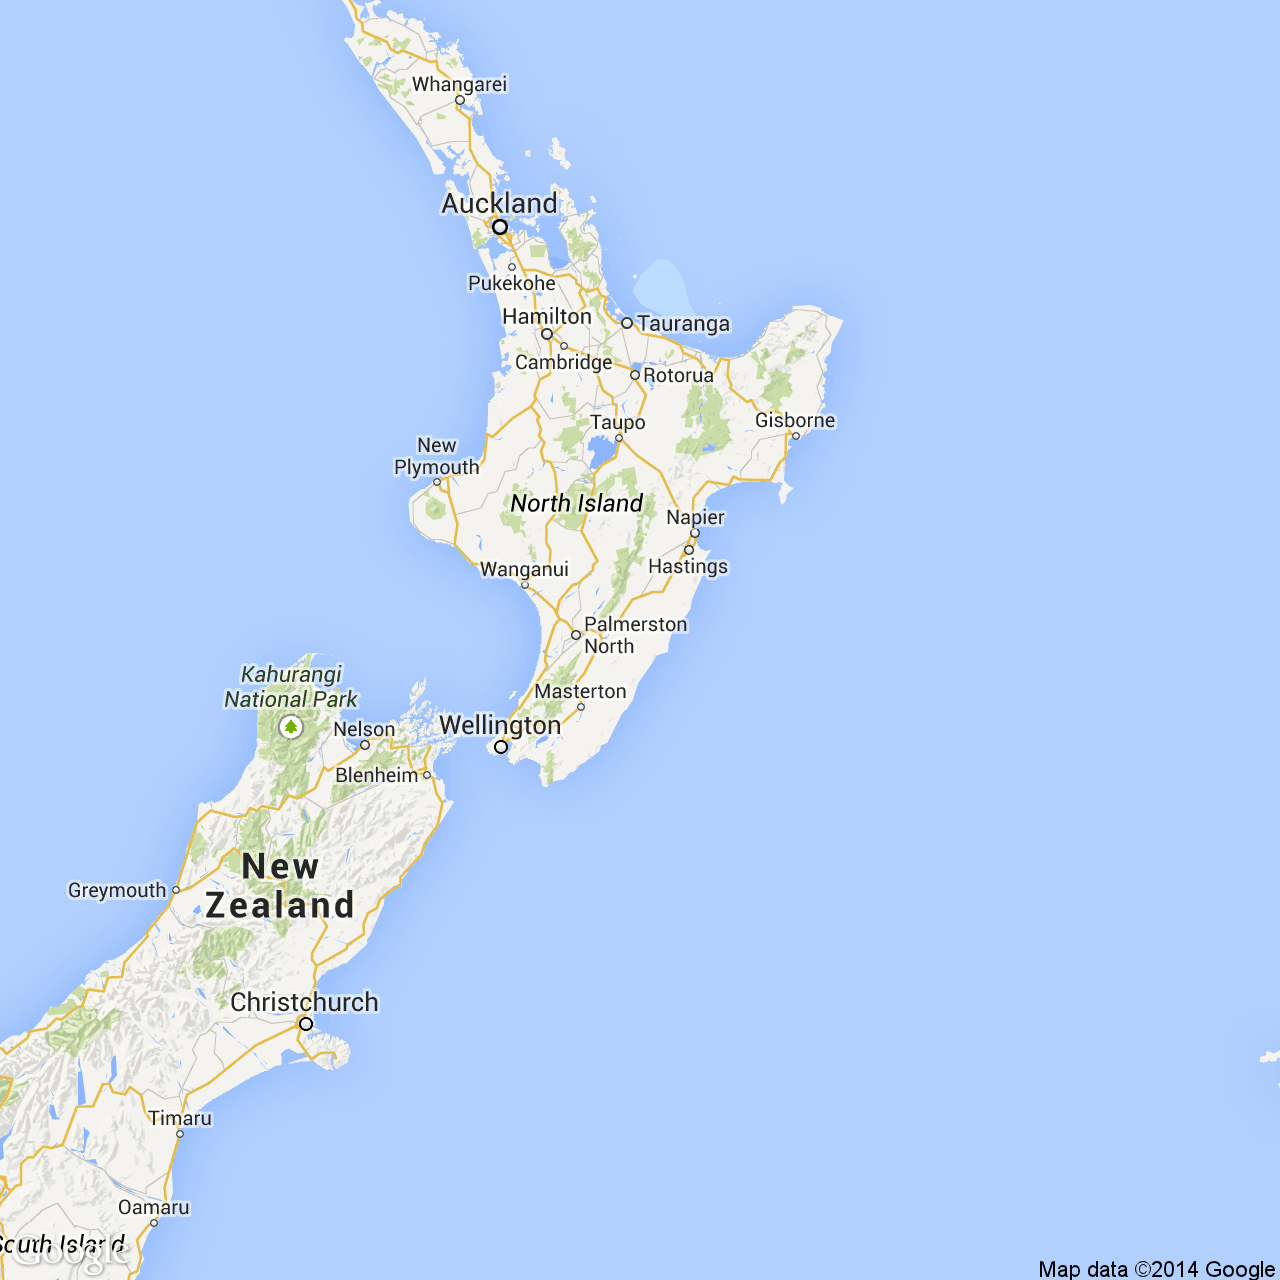 Whangarei
Auckland
Pukekohe
Hamilton
Tauranga
Cambridge
Rotorua
Taupo
Gisborne
New
Plymouth
North Island
Napier
Wanganui
Hastings
Palmerston
North
Kahurangi
National Park
Masterton
Nelson
Wellington
Blenheim
New
Zealand
Greymouth
Christchurch
Timaru
Oamaru
South Island
Google
Map data ©2014 Google